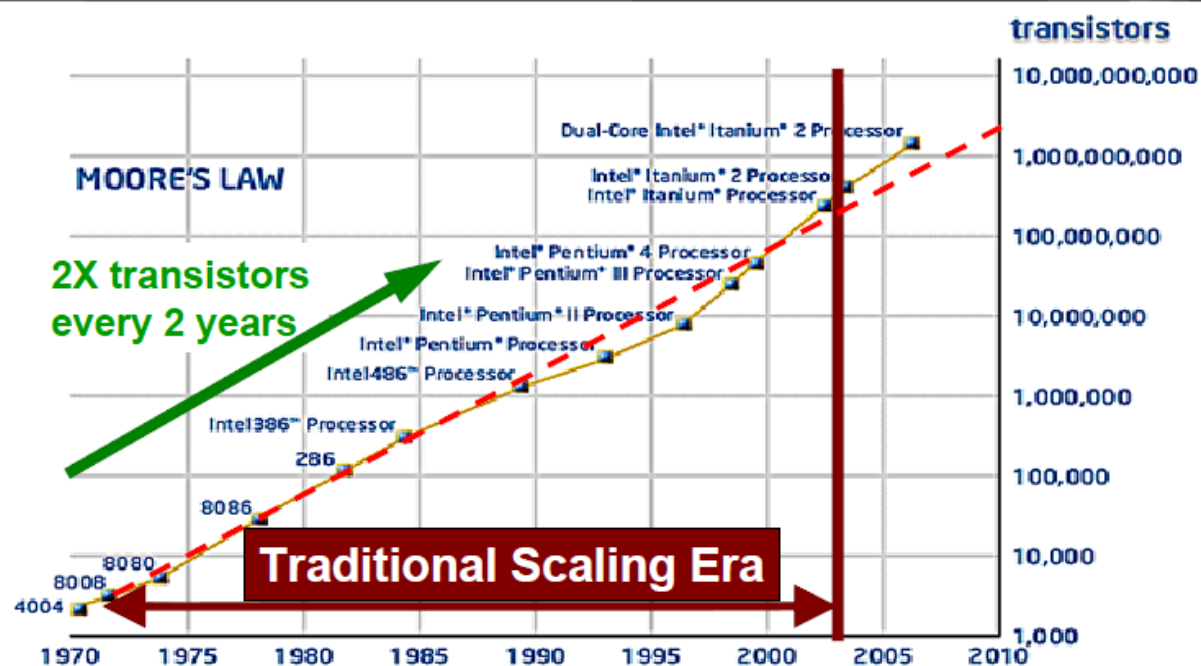 transistors
10,000,000,000
Dual-Core Intel® Itanium® 2 Processor
1,000,000,000
MOORE'S LAW
Intel® Itanium® 2 Processo
Intel® Itanium® Processor
100,000,000
Intel® Pentium® 4 Processor
2X transistors
every 2 years
Intel® Pentium® III Processor
Intel® Pentium® II Processor
10,000,000
Intel® Pentium® Processor
Intel486™ Processor
1,000,000
Intel386™ Processor
286
100,000
8086
Traditional Scaling Era
8080
10,000
8008
4004
1,000
1970 1975 1980 1985 1990 1995 2000 2005 2010